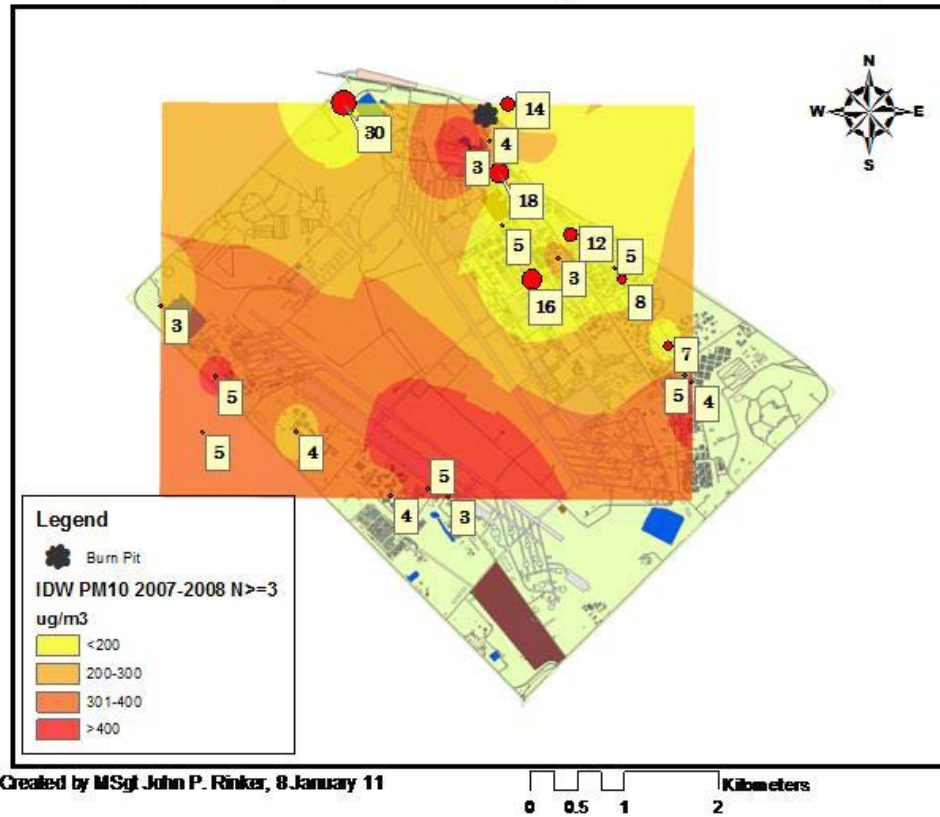 N
W E
S
14
30
4
3
18
5
12
5
3
8
16
3
7
5
5
4
5
4
5
4
3
Legend
Burn Pit
IDW PM10 2007-2008 N>=3
ug/m3
<200
200-300
301-400
>400
Created by MSgt John P. Rinker, 8 January 11
Kilometers
0 0.5 1 2